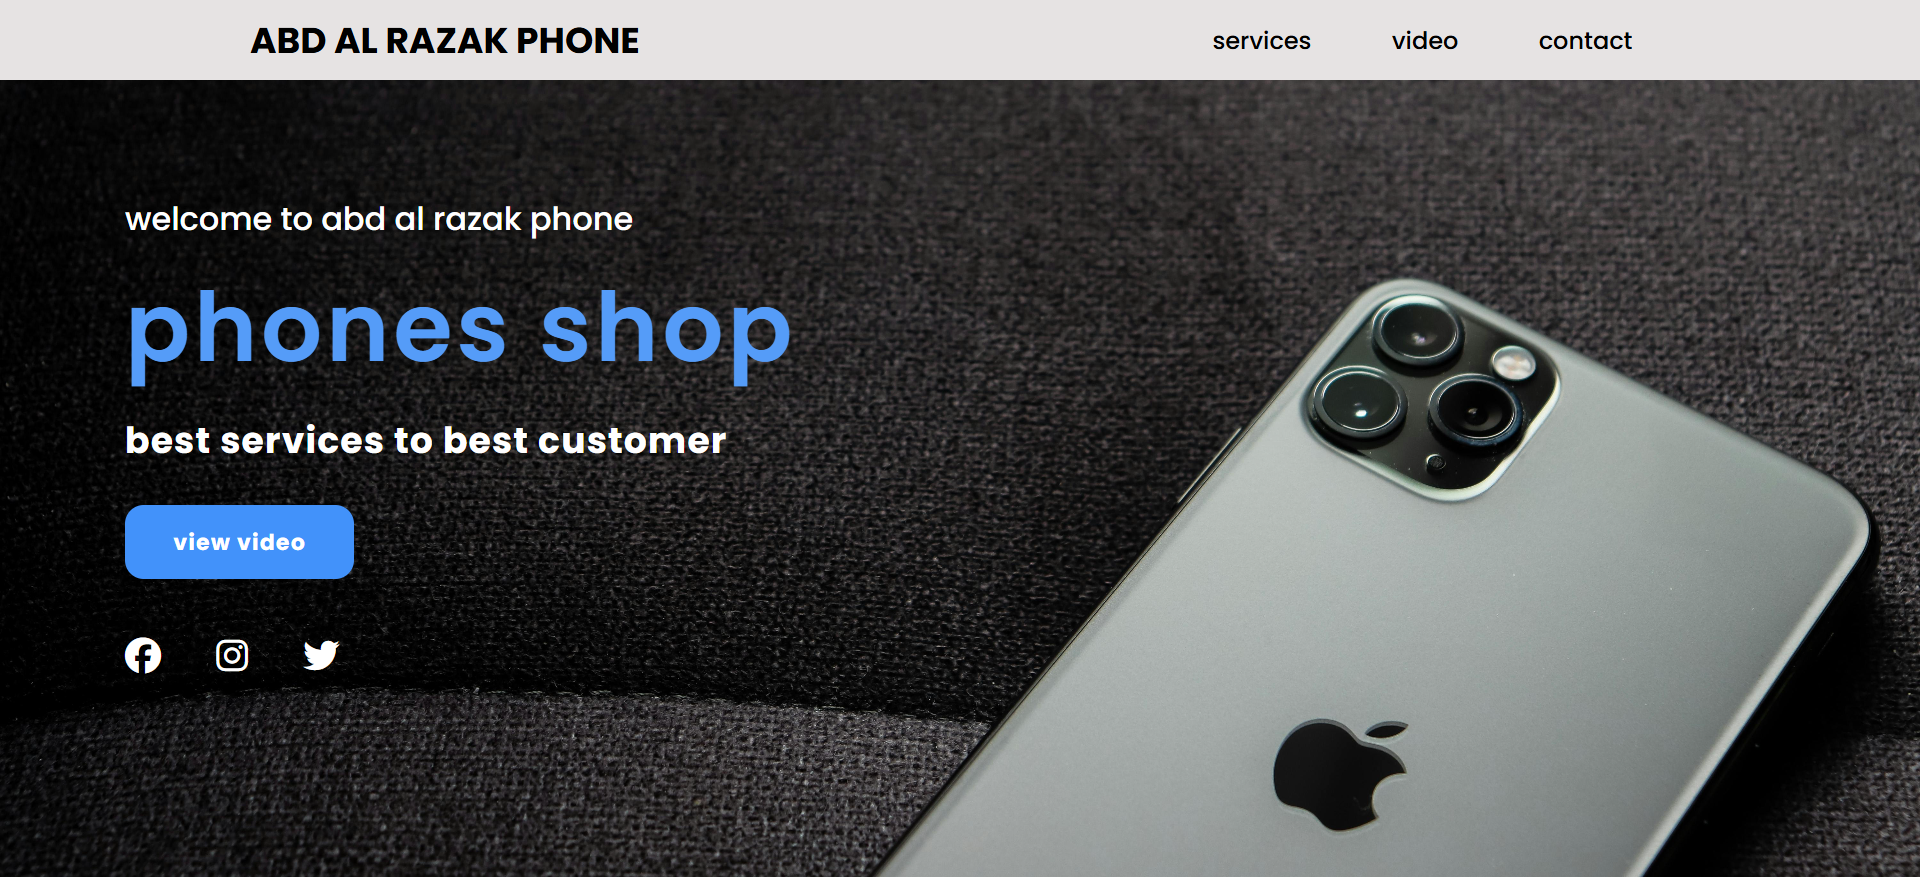 ABD AL RAZAK PHONE
services video contact
welcome to abd al razak phone
phones shop
best services to best customer
view video